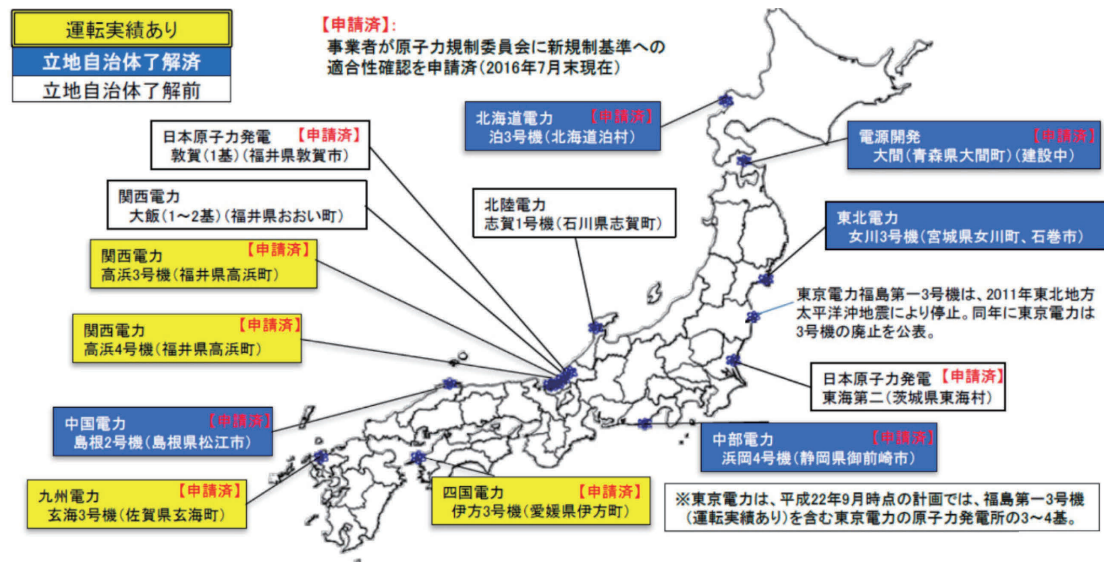 運転実績あり
立地自治体了解済
立地自治体了解前
【申請済】：
事業者が原子力規制委員会に新規制基準への
適合性確認を申請済（2016年7月末現在）
北海道電力 【申請済】
泊3号機（北海道泊村）
電源開発 【申請済】
大間（青森県大間町）（建設中）
日本原子力発電 【申請済】
敦賀（1基）（福井県敦賀市）
関西電力
大飯（1～2基）（福井県おおい町）
北陸電力
志賀1号機（石川県志賀町）
東北電力
女川3号機（宮城県女川町、石巻市）
関西電力 【申請済】
高浜3号機（福井県高浜町）
東京電力福島第一3号機は、2011年東北地方
太平洋沖地震により停止。同年に東京電力は
3号機の廃止を公表。
関西電力 【申請済】
高浜4号機（福井県高浜町）
日本原子力発電 【申請済】
東海第二（茨城県東海村）
中国電力 【申請済】
島根2号機（島根県松江市）
中部電力 【申請済】
浜岡4号機（静岡県御前崎市）
九州電力 【申請済】
玄海3号機（佐賀県玄海町）
四国電力 【申請済】
伊方3号機（愛媛県伊方町）
※東京電力は、平成22年9月時点の計画では、福島第一3号機
（運転実績あり）を含む東京電力の原子力発電所の3～4基。